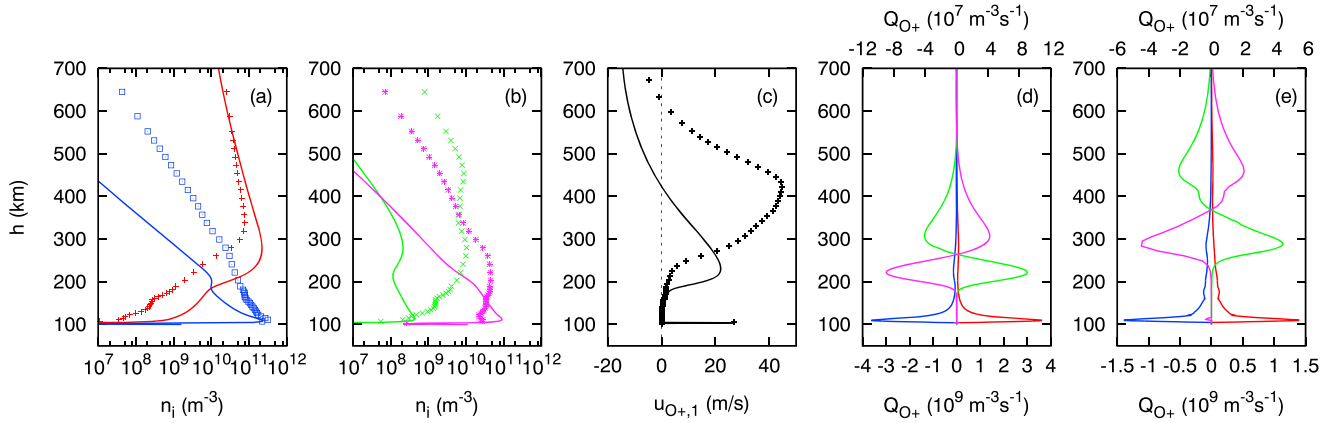 Q_O+ (10^7 m^-3s^-1)
Q_O+ (10^7 m^-3s^-1)
-12 -8 -4 0 4 8 12
-6 -4 -2 0 2 4 6
700 700 700 700 700
(a) (b) (c) (d) (e)
600 600 600 600 600
500 500 500 500 500
h (km)
400 400 400 400 400
300 300 300 300 300
200 200 200 200 200
100 100 100 100 100
10^7 10^8 10^9 10^10 10^11 10^12
10^7 10^8 10^9 10^10 10^11 10^12
-20 0 20 40
-4 -3 -2 -1 0 1 2 3 4
-1.5 -1 -0.5 0 0.5 1 1.5
n_i (m^-3)
n_i (m^-3)
u_O+,1 (m/s)
Q_O+ (10^9 m^-3s^-1)
Q_O+ (10^9 m^-3s^-1)